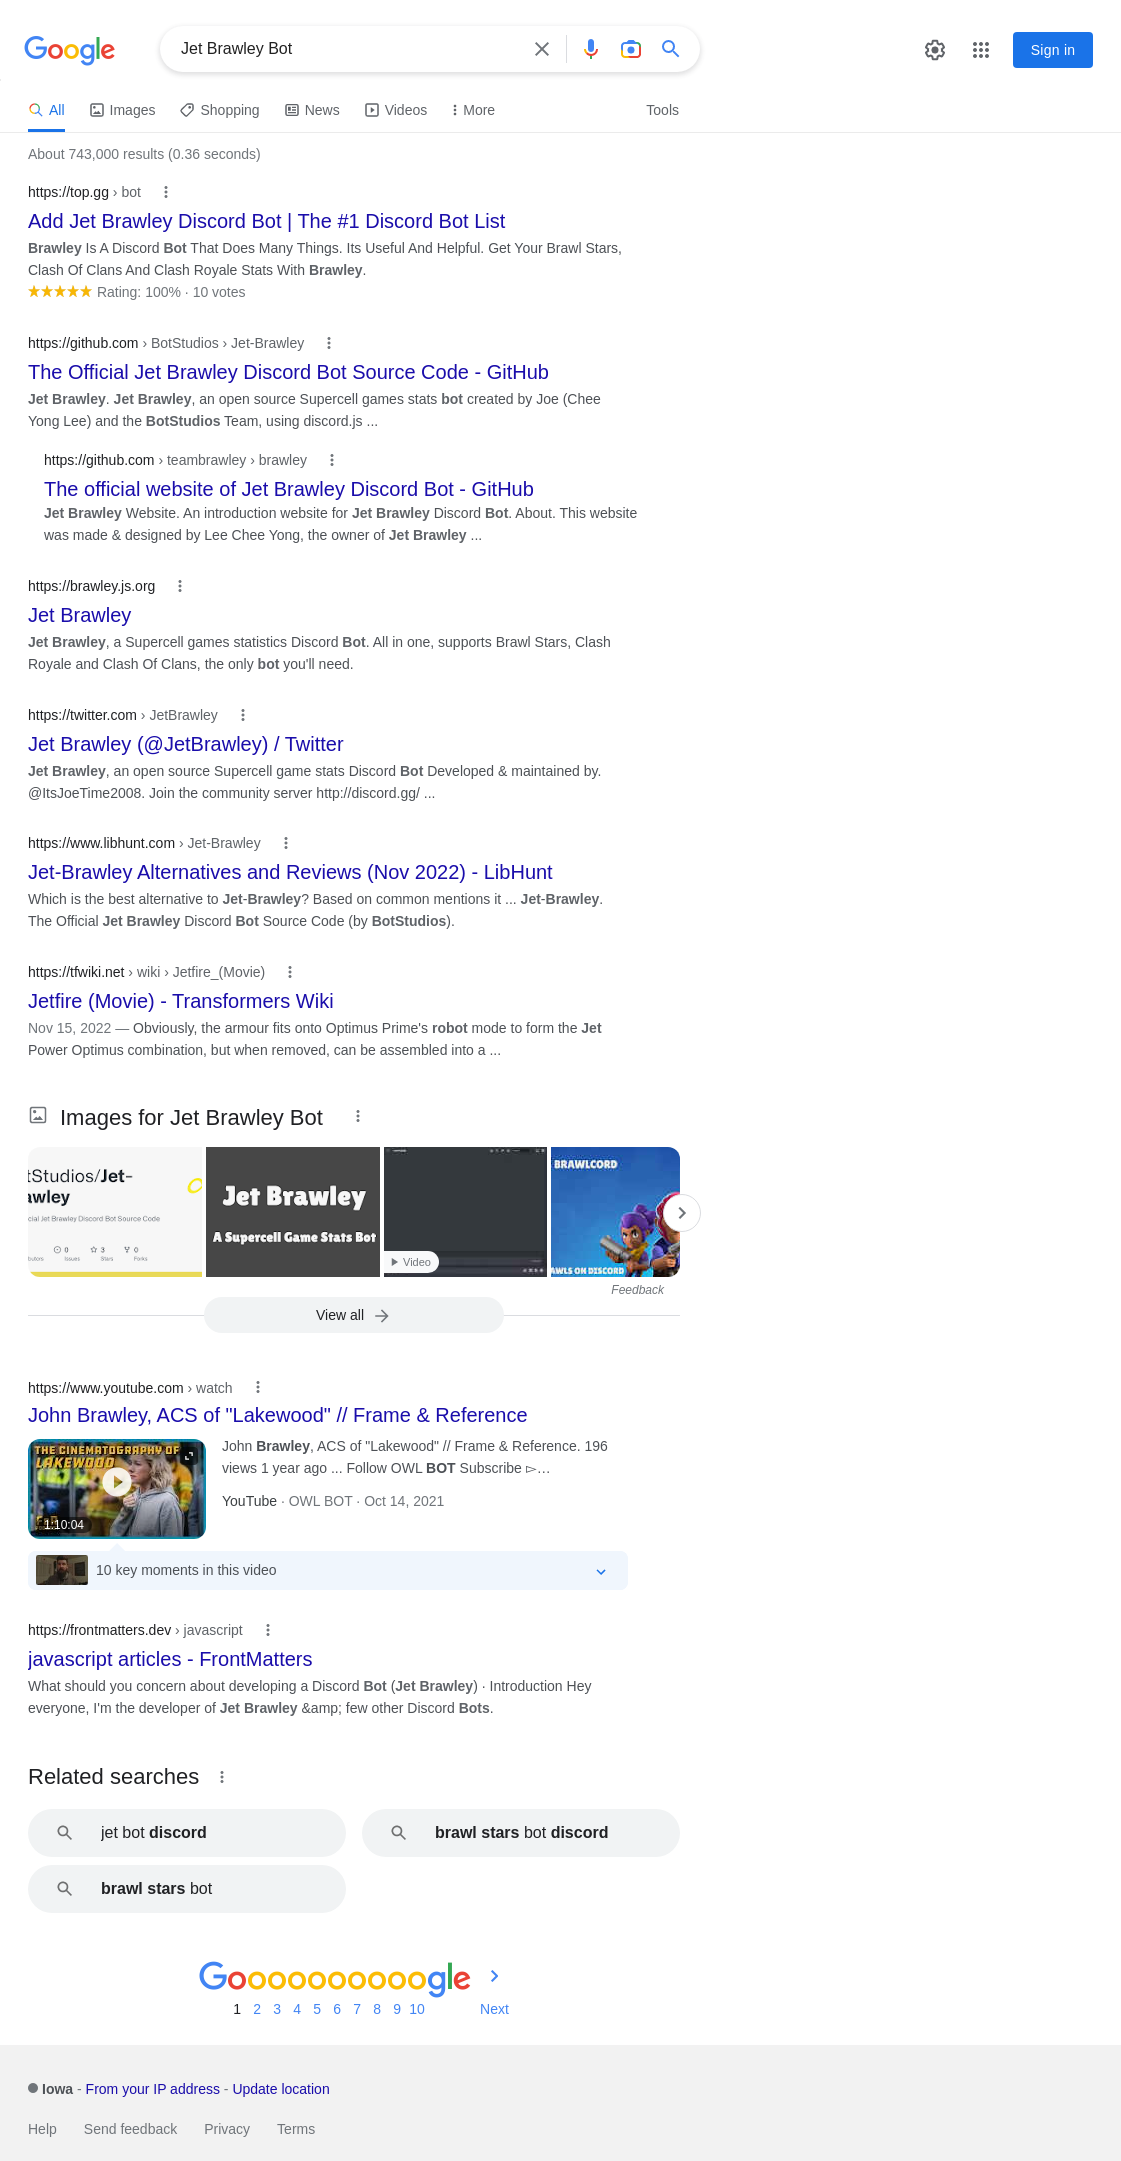 Google
Jet Brawley Bot
Sign in
All Images Shopping News Videos More Tools
About 743,000 results (0.36 seconds)
https://top.gg › bot
Add Jet Brawley Discord Bot | The #1 Discord Bot List
Brawley Is A Discord Bot That Does Many Things. Its Useful And Helpful. Get Your Brawl Stars,
Clash Of Clans And Clash Royale Stats With Brawley.
Rating: 100% · 10 votes
https://github.com › BotStudios › Jet-Brawley
The Official Jet Brawley Discord Bot Source Code - GitHub
Jet Brawley. Jet Brawley, an open source Supercell games stats bot created by Joe (Chee
Yong Lee) and the BotStudios Team, using discord.js ...
https://github.com › teambrawley › brawley
The official website of Jet Brawley Discord Bot - GitHub
Jet Brawley Website. An introduction website for Jet Brawley Discord Bot. About. This website
was made & designed by Lee Chee Yong, the owner of Jet Brawley ...
https://brawley.js.org
Jet Brawley
Jet Brawley, a Supercell games statistics Discord Bot. All in one, supports Brawl Stars, Clash
Royale and Clash Of Clans, the only bot you'll need.
https://twitter.com › JetBrawley
Jet Brawley (@JetBrawley) / Twitter
Jet Brawley, an open source Supercell game stats Discord Bot Developed & maintained by.
@ItsJoeTime2008. Join the community server http://discord.gg/ ...
https://www.libhunt.com › Jet-Brawley
Jet-Brawley Alternatives and Reviews (Nov 2022) - LibHunt
Which is the best alternative to Jet-Brawley? Based on common mentions it ... Jet-Brawley.
The Official Jet Brawley Discord Bot Source Code (by BotStudios).
https://tfwiki.net › wiki › Jetfire_(Movie)
Jetfire (Movie) - Transformers Wiki
Nov 15, 2022 — Obviously, the armour fits onto Optimus Prime's robot mode to form the Jet
Power Optimus combination, but when removed, can be assembled into a ...
Images for Jet Brawley Bot
tStudios/Jet-
awley
cial Jet Brawley Discord Bot Source Code
0 3 0
butors Issues Stars Forks
Jet Brawley
A Supercell Game Stats Bot
Video
BRAWLCORD
AWLS ON DISCORD
Feedback
View all
https://www.youtube.com › watch
John Brawley, ACS of "Lakewood" // Frame & Reference
THE CINEMATOGRAPHY OF
LAKEWOOD
1:10:04
John Brawley, ACS of "Lakewood" // Frame & Reference. 196
views 1 year ago ... Follow OWL BOT Subscribe ▻…
YouTube · OWL BOT · Oct 14, 2021
10 key moments in this video
https://frontmatters.dev › javascript
javascript articles - FrontMatters
What should you concern about developing a Discord Bot (Jet Brawley) · Introduction Hey
everyone, I'm the developer of Jet Brawley &amp; few other Discord Bots.
Related searches
jet bot discord
brawl stars bot discord
brawl stars bot
Goooooooooogle
1 2 3 4 5 6 7 8 9 10 Next
Iowa - From your IP address - Update location
Help Send feedback Privacy Terms